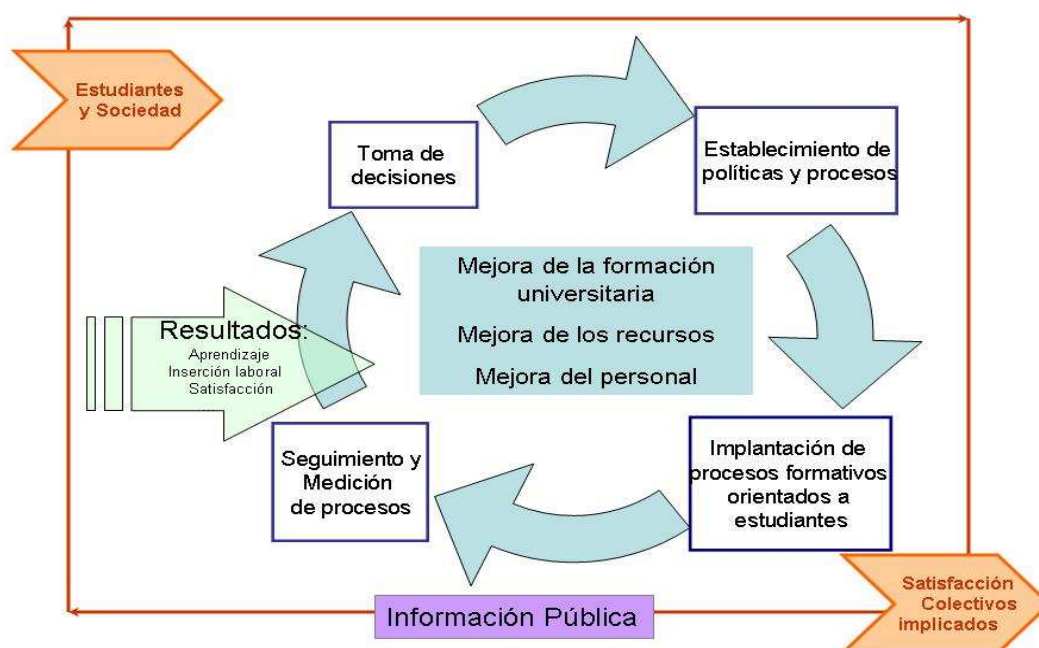 Estudiantes
y Sociedad
Toma de
decisiones
Establecimiento de
políticas y procesos
Mejora de la formación
universitaria
Mejora de los recursos
Mejora del personal
Resultados:
Aprendizaje
Inserción laboral
Satisfacción
Seguimiento y
Medición
de procesos
Implantación de
procesos formativos
orientados a
estudiantes
Información Pública
Satisfacción
Colectivos
implicados